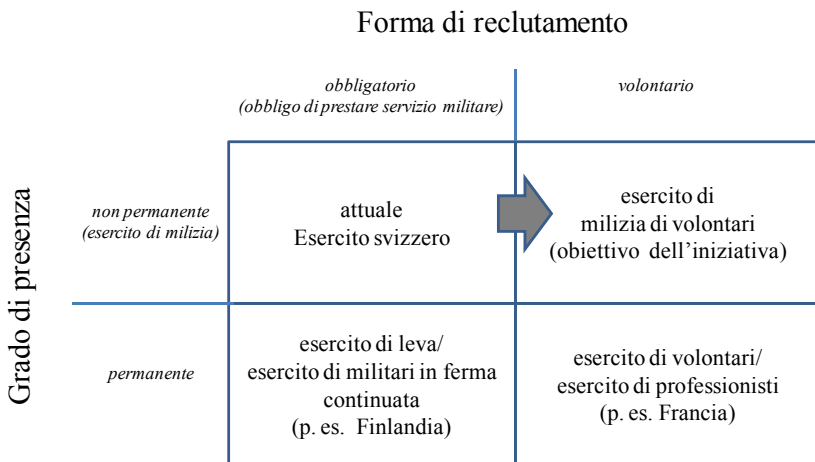 Forma di reclutamento
obbligatorio
(obbligo di prestare servizio militare)
volontario
Grado di presenza
non permanente
(esercito di milizia)
attuale
Esercito svizzero
esercito di
milizia di volontari
(obiettivo dell’iniziativa)
permanente
esercito di leva/
esercito di militari in ferma
continuata
(p. es. Finlandia)
esercito di volontari/
esercito di professionisti
(p. es. Francia)